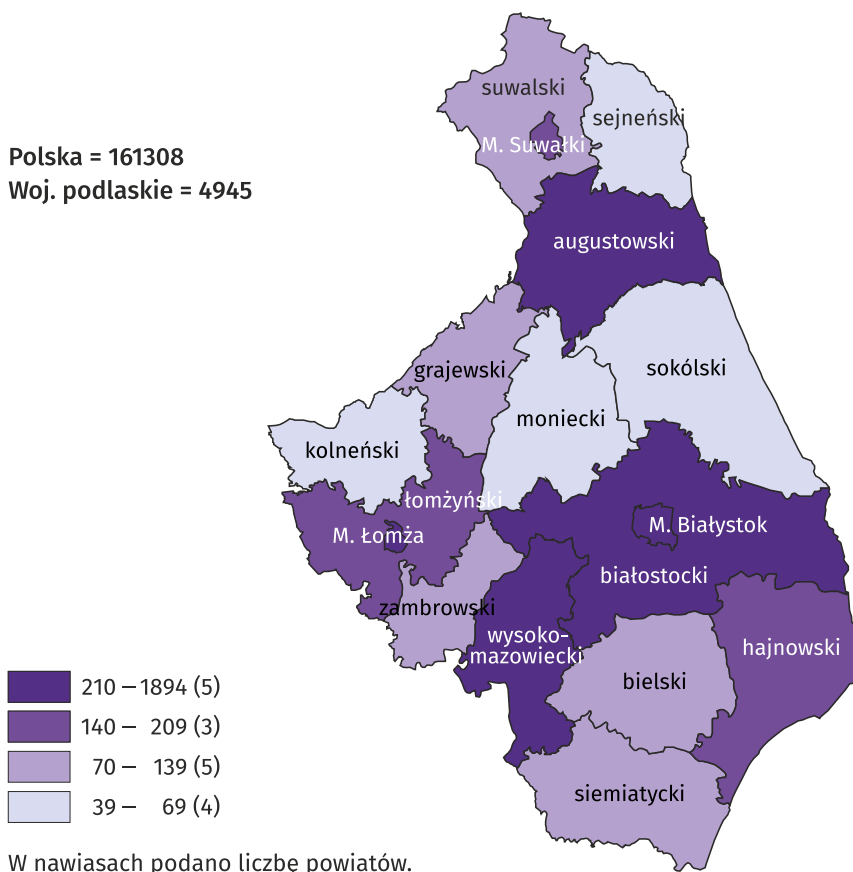 suwalski
sejneński
M. Suwałki
Polska = 161308
Woj. podlaskie = 4945
augustowski
grajewski
sokólski
moniecki
kolneński
łomżyński
M. Łomża
M. Białystok
białostocki
zambrowski
wysoko-
mazowiecki
hajnowski
bielski
siemiatycki
210 – 1894 (5)
140 – 209 (3)
70 – 139 (5)
39 – 69 (4)
W nawiasach podano liczbę powiatów.